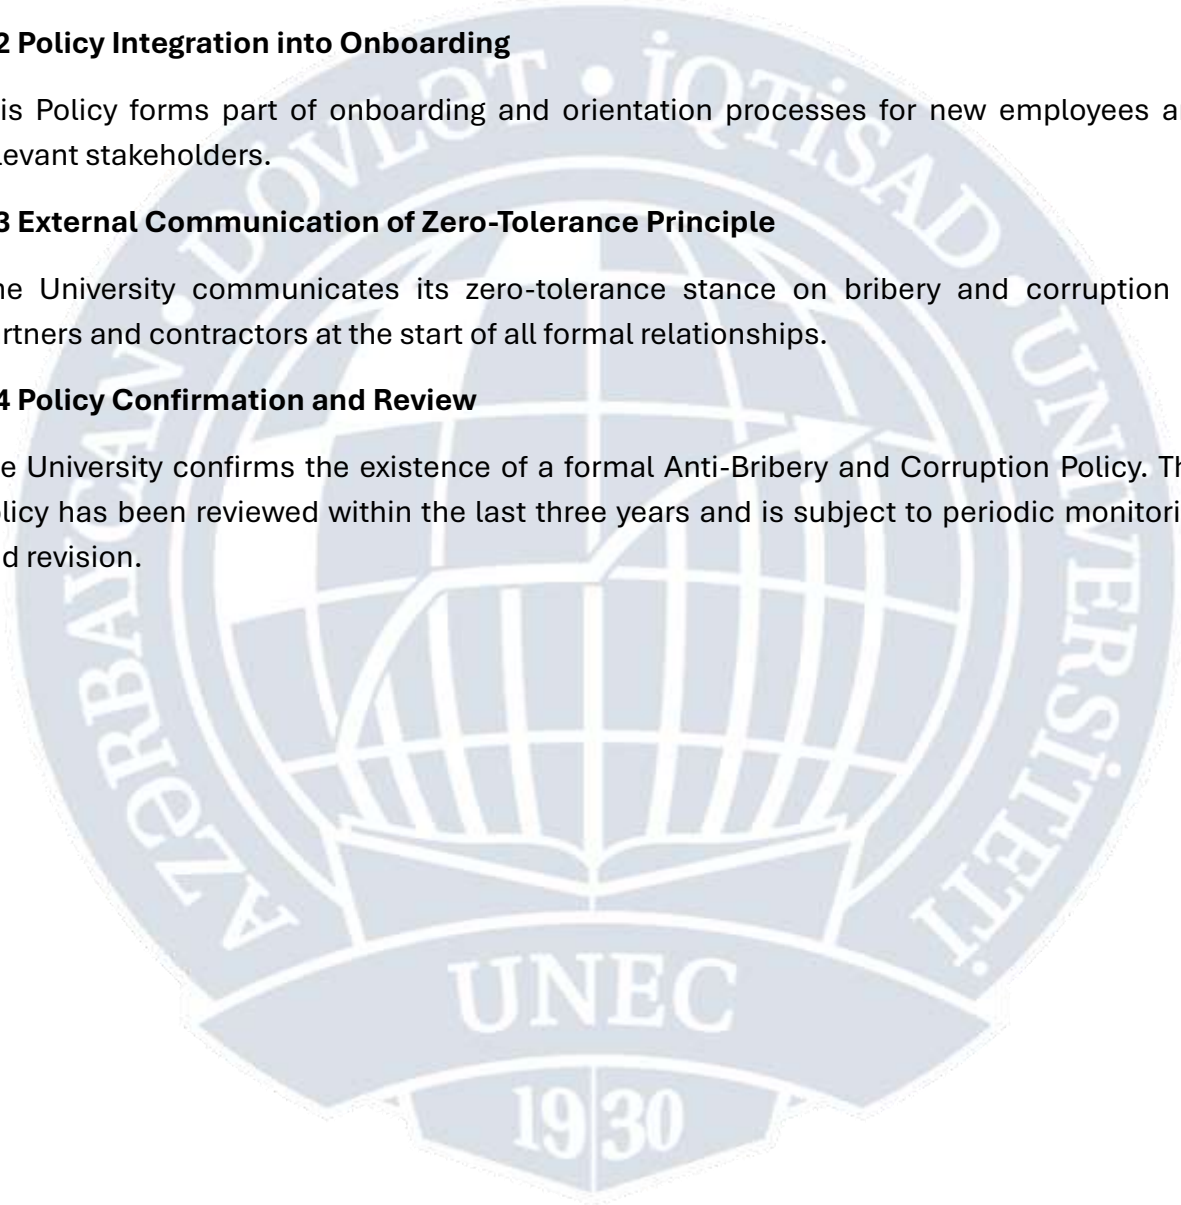 2 Policy Integration into Onboarding
is Policy forms part of onboarding and orientation processes for new employees a
levant stakeholders.
3 External Communication of Zero-Tolerance Principle
e University communicates its zero-tolerance stance on bribery and corruption
rtners and contractors at the start of all formal relationships.
4 Policy Confirmation and Review
e University confirms the existence of a formal Anti-Bribery and Corruption Policy. Th
licy has been reviewed within the last three years and is subject to periodic monitori
d revision.
AZƏRBAYCAN • DÖVLƏT • İQTİSAD • UNİVERSİTETİ
UNEC
1930